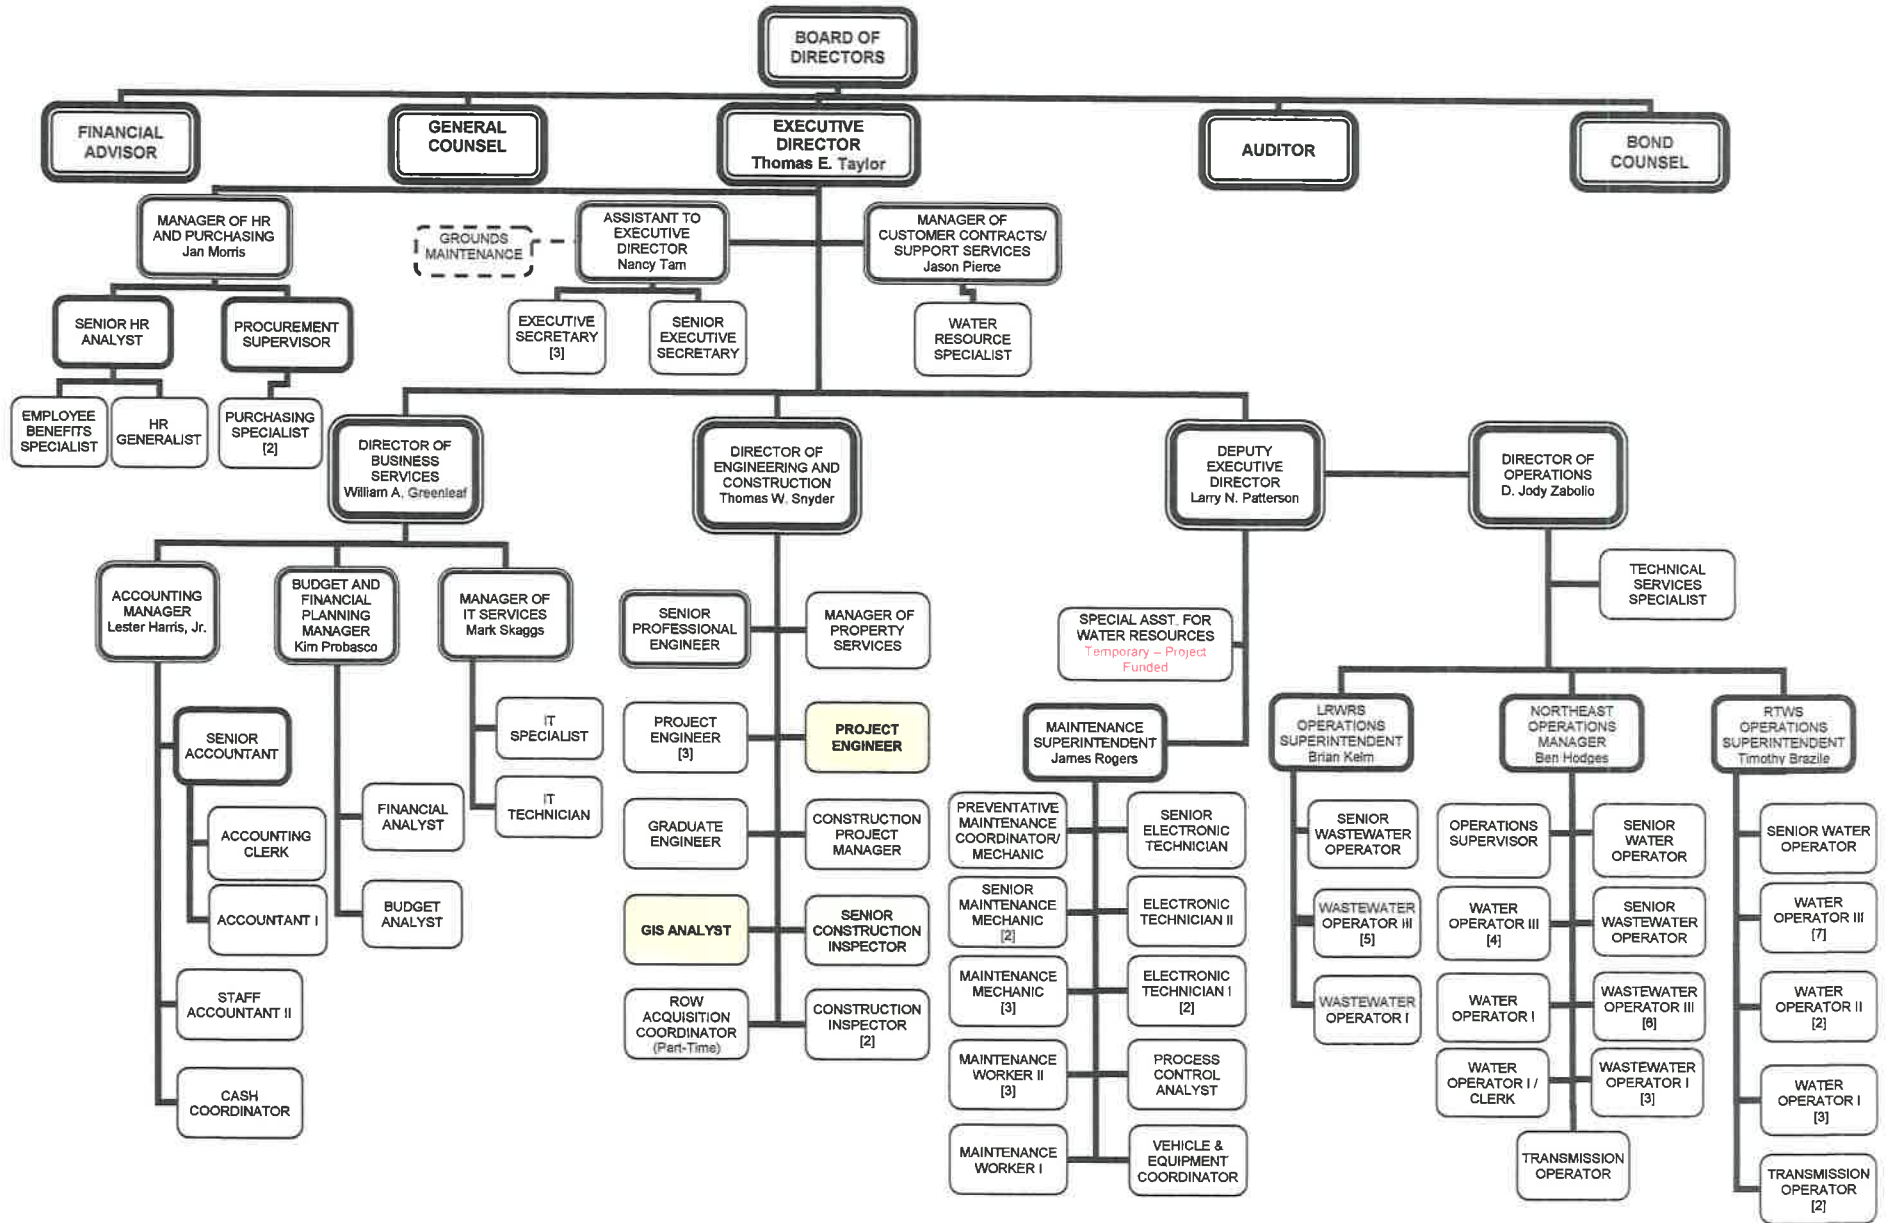 BOARD OF
DIRECTORS
FINANCIAL
ADVISOR
GENERAL
COUNSEL
EXECUTIVE
DIRECTOR
Thomas E. Taylor
AUDITOR
BOND
COUNSEL
MANAGER OF HR
AND PURCHASING
Jan Morris
GROUNDS
MAINTENANCE
ASSISTANT TO
EXECUTIVE
DIRECTOR
Nancy Tam
MANAGER OF
CUSTOMER CONTRACTS/
SUPPORT SERVICES
Jason Pierce
SENIOR HR
ANALYST
PROCUREMENT
SUPERVISOR
EXECUTIVE
SECRETARY
[3]
SENIOR
EXECUTIVE
SECRETARY
WATER
RESOURCE
SPECIALIST
EMPLOYEE
BENEFITS
SPECIALIST
HR
GENERALIST
PURCHASING
SPECIALIST
[2]
DIRECTOR OF
BUSINESS
SERVICES
William A. Greenleaf
DIRECTOR OF
ENGINEERING AND
CONSTRUCTION
Thomas W. Snyder
DEPUTY
EXECUTIVE
DIRECTOR
Larry N. Patterson
DIRECTOR OF
OPERATIONS
D. Jody Zabolio
ACCOUNTING
MANAGER
Lester Harris, Jr.
BUDGET AND
FINANCIAL
PLANNING
MANAGER
Kim Probasco
MANAGER OF
IT SERVICES
Mark Skaggs
SENIOR
PROFESSIONAL
ENGINEER
MANAGER OF
PROPERTY
SERVICES
SPECIAL ASST. FOR
WATER RESOURCES
Temporary – Project
Funded
TECHNICAL
SERVICES
SPECIALIST
SENIOR
ACCOUNTANT
IT
SPECIALIST
PROJECT
ENGINEER
[3]
PROJECT
ENGINEER
MAINTENANCE
SUPERINTENDENT
James Rogers
LRWRS
OPERATIONS
SUPERINTENDENT
Brian Keim
NORTHEAST
OPERATIONS
MANAGER
Ben Hodges
RTWS
OPERATIONS
SUPERINTENDENT
Timothy Brazile
ACCOUNTING
CLERK
FINANCIAL
ANALYST
IT
TECHNICIAN
GRADUATE
ENGINEER
CONSTRUCTION
PROJECT
MANAGER
PREVENTATIVE
MAINTENANCE
COORDINATOR/
MECHANIC
SENIOR
ELECTRONIC
TECHNICIAN
SENIOR
WASTEWATER
OPERATOR
OPERATIONS
SUPERVISOR
SENIOR
WATER
OPERATOR
SENIOR WATER
OPERATOR
ACCOUNTANT I
BUDGET
ANALYST
GIS ANALYST
SENIOR
CONSTRUCTION
INSPECTOR
SENIOR
MAINTENANCE
MECHANIC
[2]
ELECTRONIC
TECHNICIAN II
WASTEWATER
OPERATOR III
[5]
WATER
OPERATOR III
[4]
SENIOR
WASTEWATER
OPERATOR
WATER
OPERATOR III
[7]
STAFF
ACCOUNTANT II
ROW
ACQUISITION
COORDINATOR
(Part-Time)
CONSTRUCTION
INSPECTOR
[2]
MAINTENANCE
MECHANIC
[3]
ELECTRONIC
TECHNICIAN I
[2]
WASTEWATER
OPERATOR I
WATER
OPERATOR I
WASTEWATER
OPERATOR III
[6]
WATER
OPERATOR II
[2]
CASH
COORDINATOR
MAINTENANCE
WORKER II
[3]
PROCESS
CONTROL
ANALYST
WATER
OPERATOR I /
CLERK
WASTEWATER
OPERATOR I
[3]
WATER
OPERATOR I
[3]
MAINTENANCE
WORKER I
VEHICLE &
EQUIPMENT
COORDINATOR
TRANSMISSION
OPERATOR
TRANSMISSION
OPERATOR
[2]